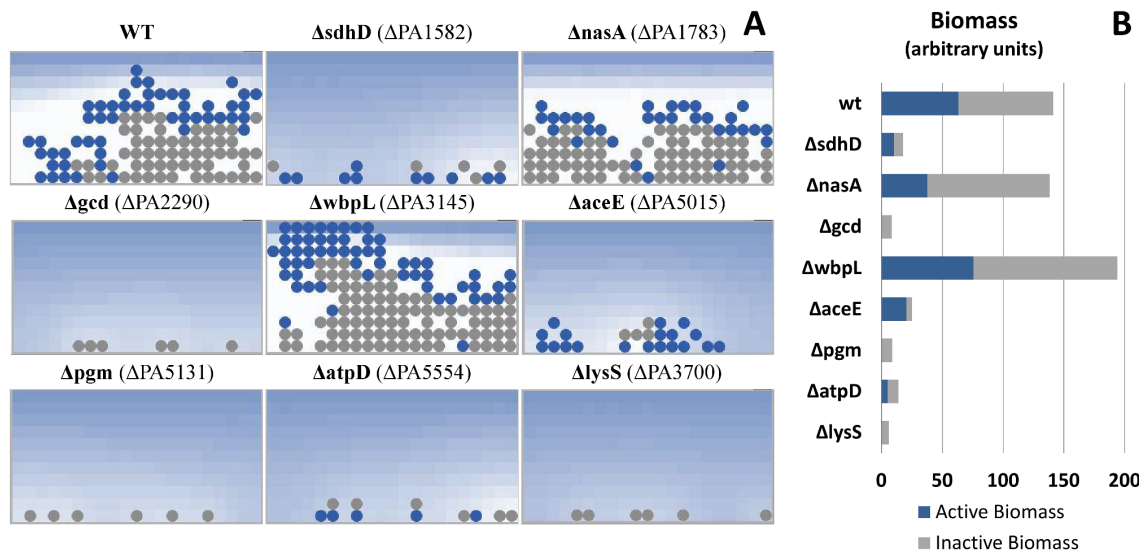 WT
ΔsdhD (ΔPA1582)
ΔnasA (ΔPA1783)
A
Δgcd (ΔPA2290)
ΔwbpL (ΔPA3145)
ΔaceE (ΔPA5015)
Δpgm (ΔPA5131)
ΔatpD (ΔPA5554)
ΔlysS (ΔPA3700)
Biomass
(arbitrary units)
B
wt
ΔsdhD
ΔnasA
Δgcd
ΔwbpL
ΔaceE
Δpgm
ΔatpD
ΔlysS
0 50 100 150 200
Active Biomass
Inactive Biomass